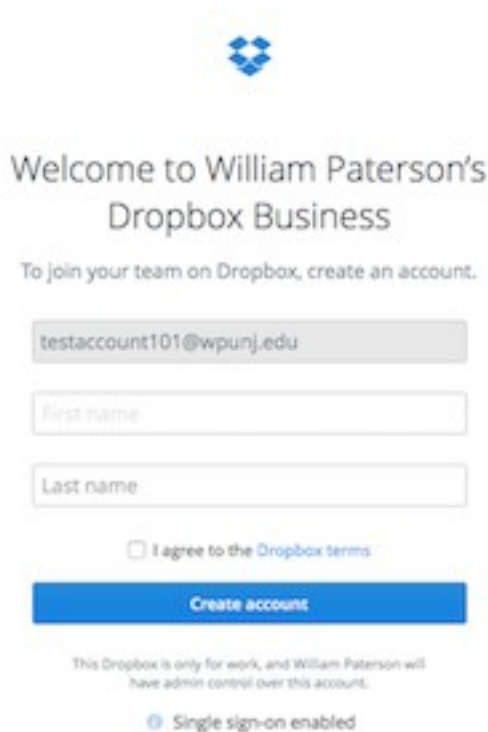 Welcome to William Paterson's
Dropbox Business
To join your team on Dropbox, create an account.
testaccount101@wpunj.edu
First name
Last name
I agree to the Dropbox terms
Create account
This Dropbox is only for work, and William Paterson will
have admin control over this account.
Single sign-on enabled